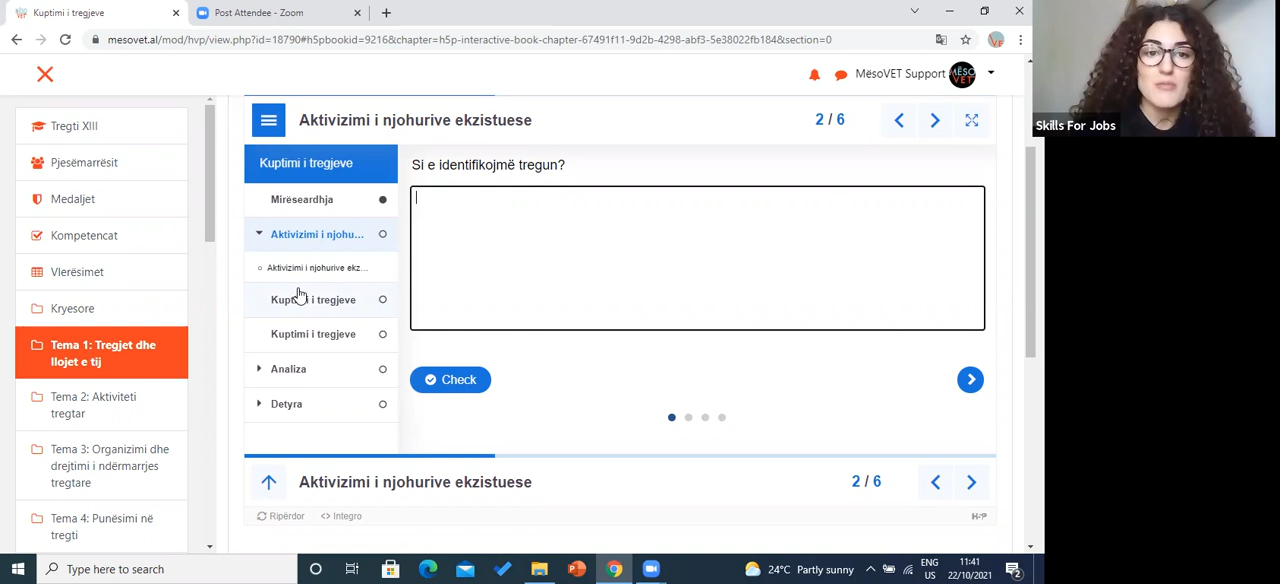 Kuptimi i tregjeve
Post Attendee - Zoom
mesovet.al/mod/hvp/view.php?id=18790#h5pbookid=9216&chapter=h5p-interactive-book-chapter-67491f11-9d2b-4298-abf3-5e38022fb184&section=0
MësoVET Support
MËSO
VET
Skills For Jobs
Tregti XIII
Pjesëmarrësit
Medaljet
Kompetencat
Vlerësimet
Kryesore
Tema 1: Tregjet dhe
llojet e tij
Tema 2: Aktiviteti
tregtar
Tema 3: Organizimi dhe
drejtimi i ndërmarrjes
tregtare
Tema 4: Punësimi në
tregti
Aktivizimi i njohurive ekzistuese
2 / 6
Kuptimi i tregjeve
Mirëseardhja
Aktivizimi i njohu...
Aktivizimi i njohurive ekz...
Kuptimi i tregjeve
Kuptimi i tregjeve
Analiza
Detyra
Si e identifikojmë tregun?
Check
Aktivizimi i njohurive ekzistuese
2 / 6
Ripërdor
<> Integro
H-P
Type here to search
24°C Partly sunny
ENG
US
11:41
22/10/2021
2